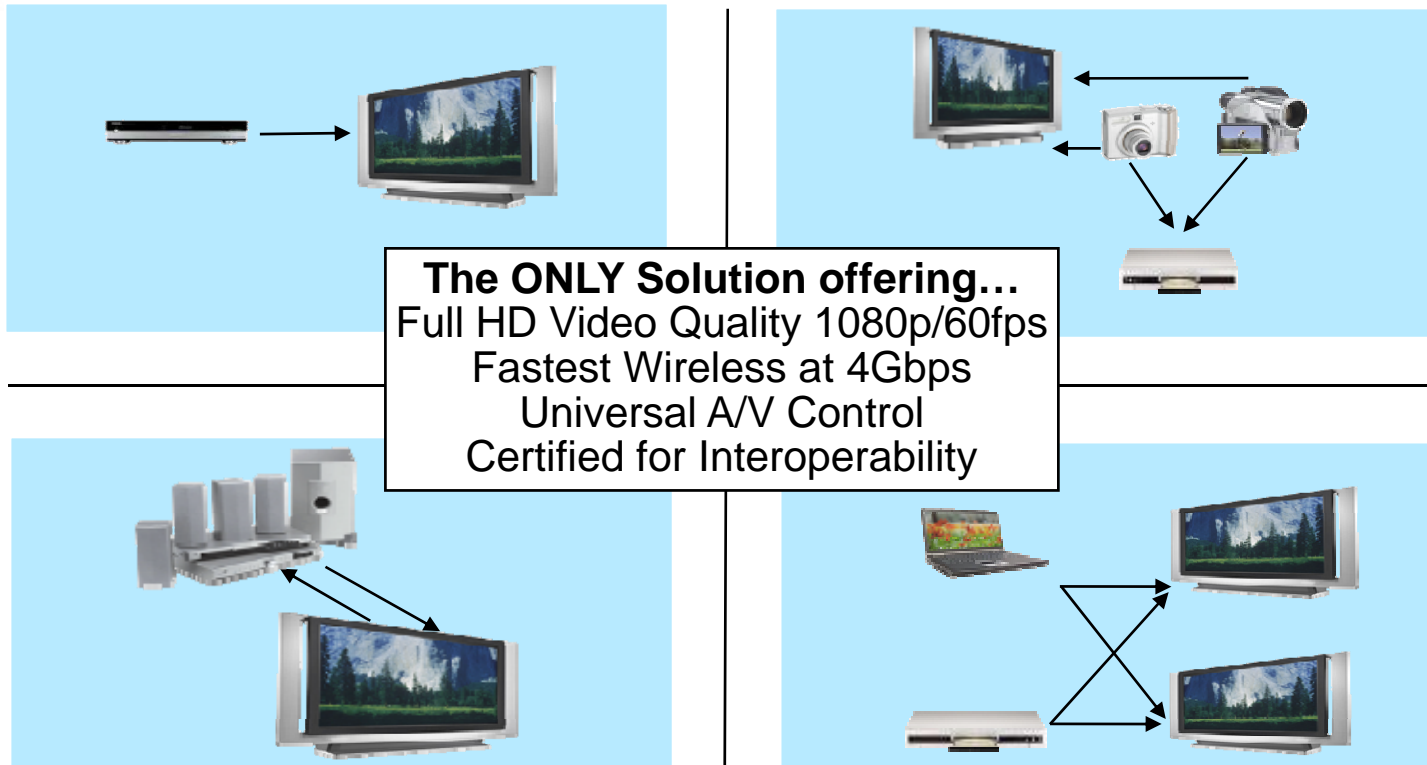 The ONLY Solution offering…
Full HD Video Quality 1080p/60fps
Fastest Wireless at 4Gbps
Universal A/V Control
Certified for Interoperability